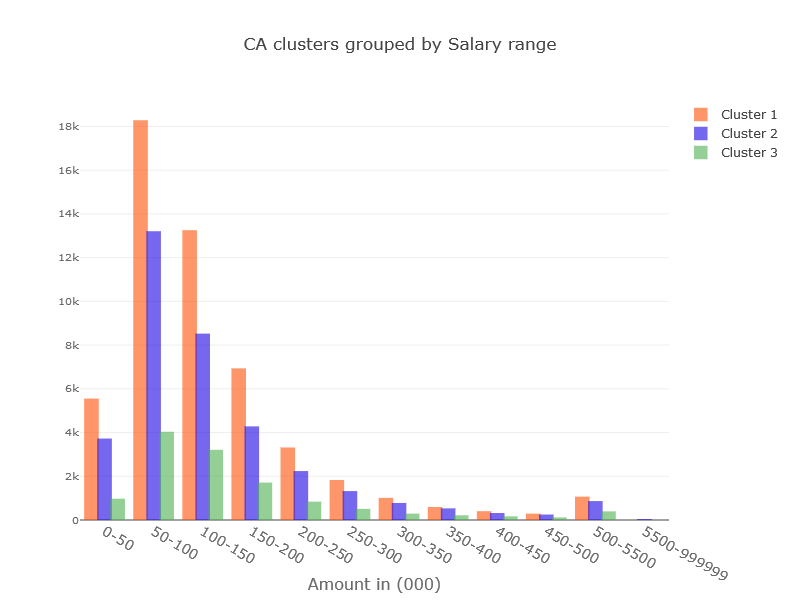 CA clusters grouped by Salary range
Cluster 1
Cluster 2
Cluster 3
18k
16k
14k
12k
10k
8k
6k
4k
2k
0
0-50
50-100
100-150
150-200
200-250
250-300
300-350
350-400
400-450
450-500
500-5500
5500-999999
Amount in (000)